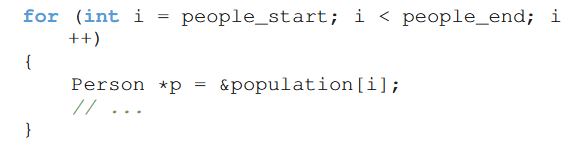 for (int i = people_start; i < people_end; i
++)
{
Person *p = &population[i];
// ...
}